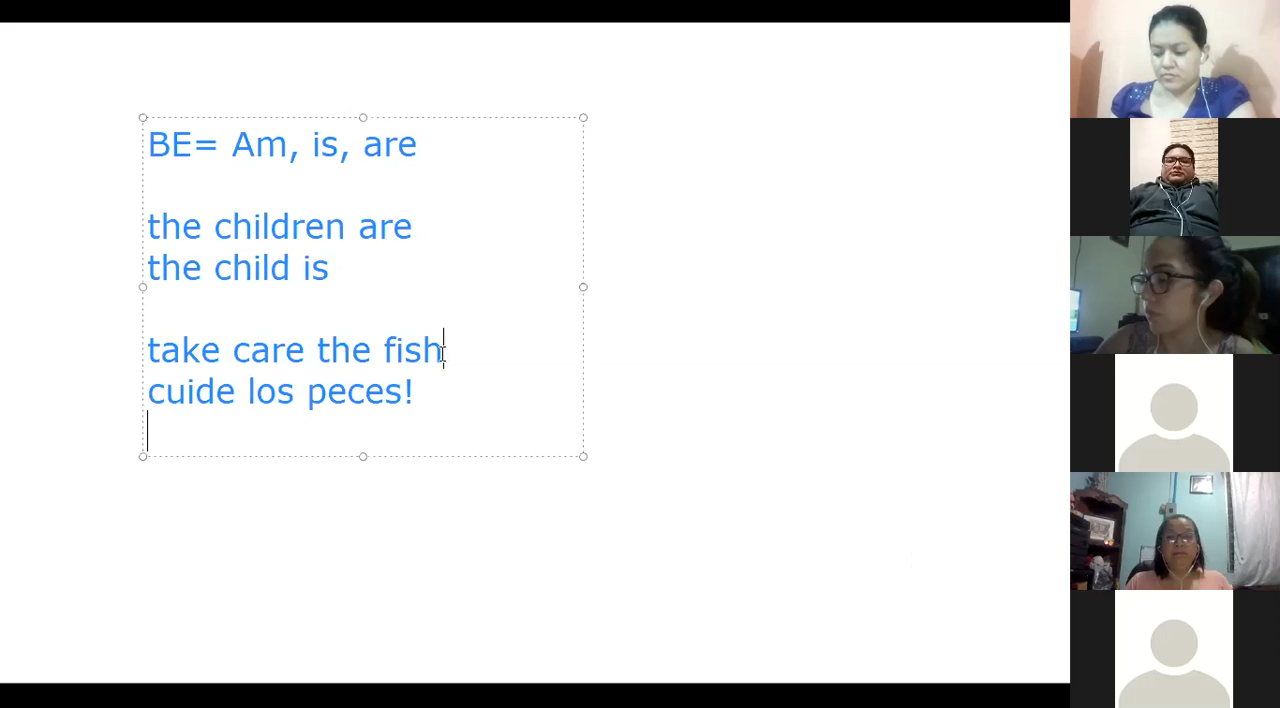 BE= Am, is, are
the children are
the child is
take care the fish
cuide los peces!